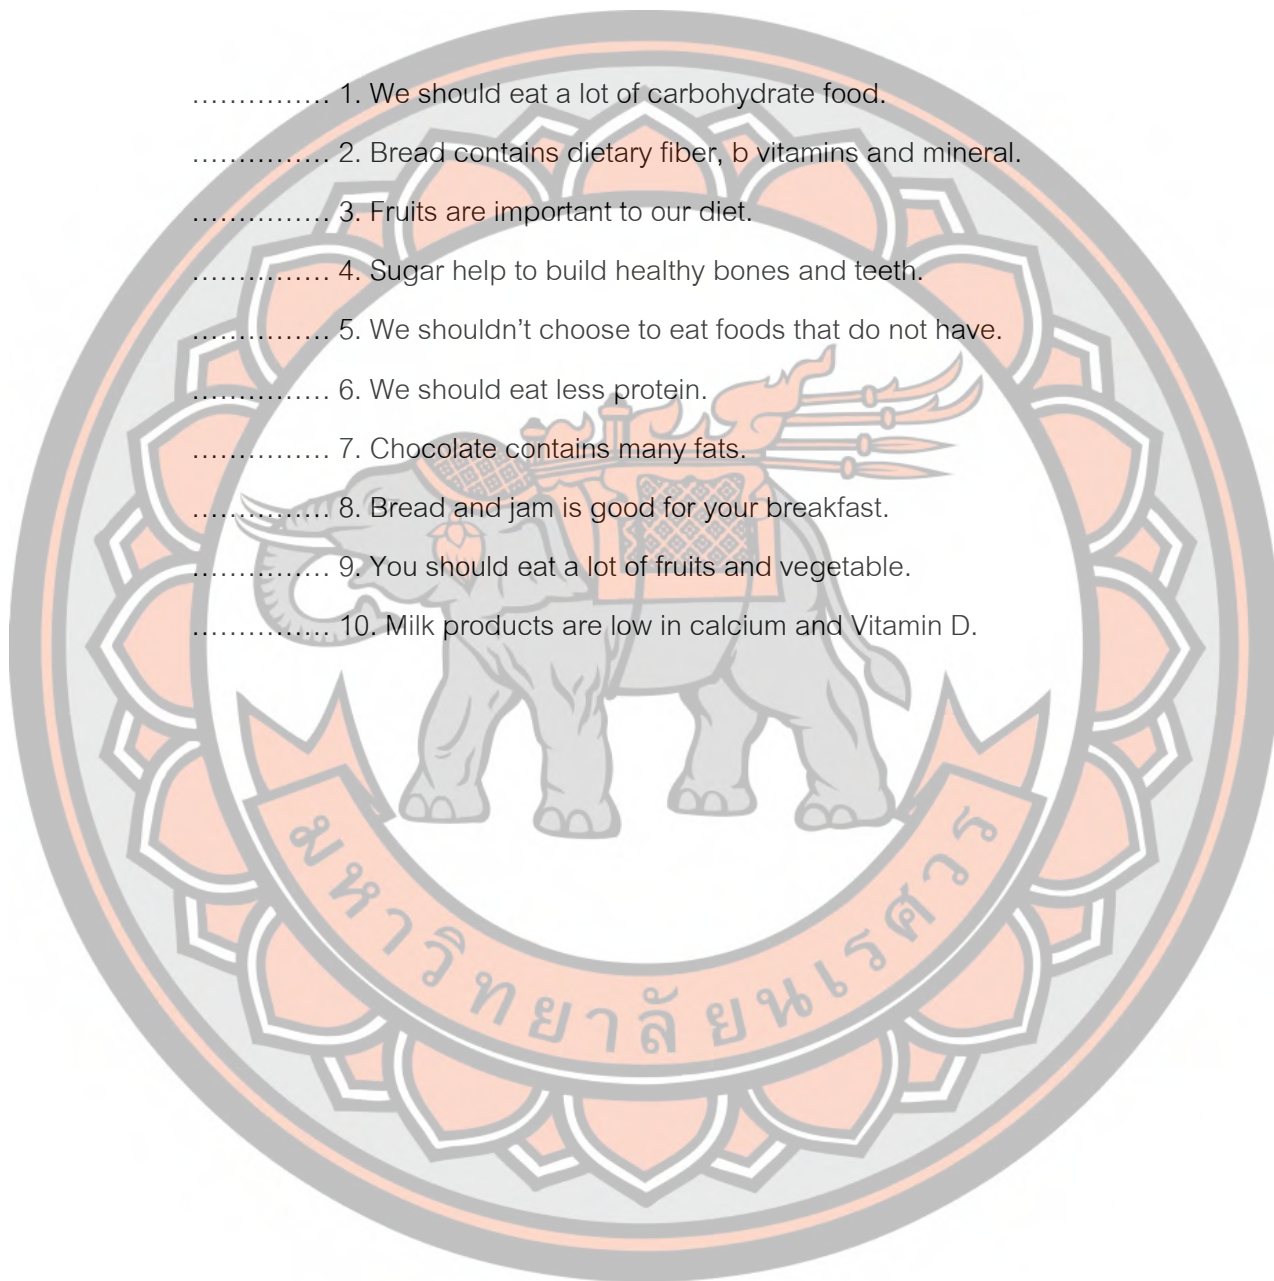 …………… 1. We should eat a lot of carbohydrate food.
…………… 2. Bread contains dietary fiber, b vitamins and mineral.
…………… 3. Fruits are important to our diet.
…………… 4. Sugar help to build healthy bones and teeth.
…………… 5. We shouldn’t choose to eat foods that do not have.
…………… 6. We should eat less protein.
…………… 7. Chocolate contains many fats.
…………… 8. Bread and jam is good for your breakfast.
…………… 9. You should eat a lot of fruits and vegetable.
…………… 10. Milk products are low in calcium and Vitamin D.
มหาวิทยาลัยนเรศวร